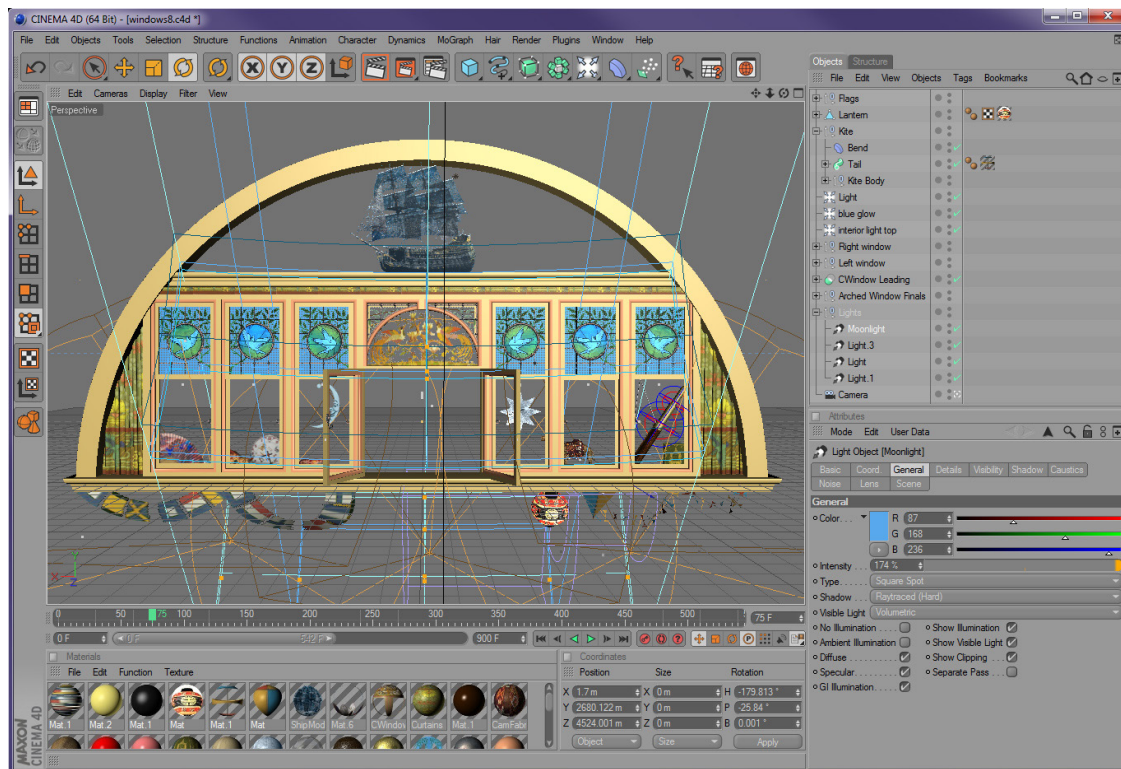 CINEMA 4D (64 Bit) - [windows8.c4d *]
File Edit Objects Tools Selection Structure Functions Animation Character Dynamics MoGraph Hair Render Plugins Window Help
Edit Cameras Display Filter View
Perspective
Objects Structure
File Edit View Objects Tags Bookmarks
Flags
Lantern
Kite
Bend
Tail
Kite Body
Light
blue glow
interior light top
Right window
Left window
CWindow Leading
Arched Window Finals
Lights
Moonlight
Light.3
Light
Light.1
Camera
Attributes
Mode Edit User Data
Light Object [Moonlight]
Basic Coord. General Details Visibility Shadow Caustics
Noise Lens Scene
General
Color. . . R 87
G 168
B 236
Intensity . 174 %
Type. . . . . Square Spot
Shadow . . Raytraced (Hard)
Visible Light Volumetric
No Illumination . . . . Show Illumination
Ambient Illumination Show Visible Light
Diffuse . . . . . . . . . Show Clipping . . .
Specular. . . . . . . . Separate Pass . . .
GI Illumination. . . .
0 50 75 100 150 200 250 300 350 400 450 500 75 F
0 F 0 F 542 F 900 F
Materials
File Edit Function Texture
Mat.1 Mat.2 Mat.1 Mat Mat.1 Mat ShipMod Mat.6 CWindov Curtains Mat.1 CamFabr
Coordinates
Position Size Rotation
X 1.7 m X 0 m H -179.813 °
Y 2680.122 m Y 0 m P -25.84 °
Z 4524.001 m Z 0 m B 0.001 °
Object Size Apply
MAXON
CINEMA 4D